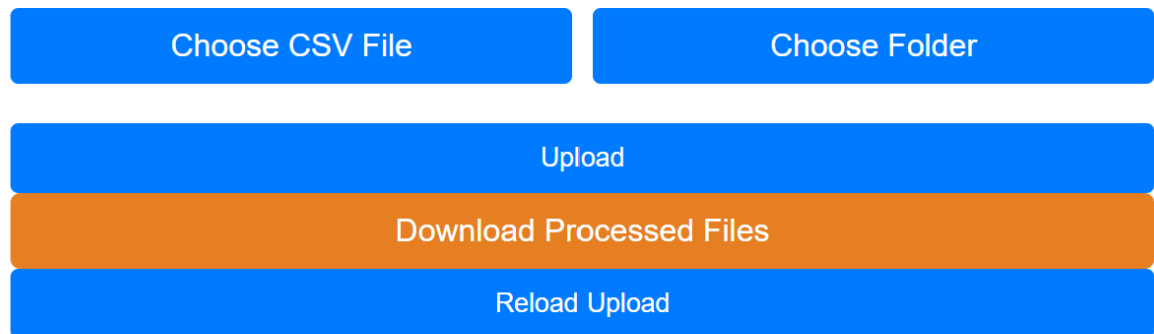 Choose CSV File
Choose Folder
Upload
Download Processed Files
Reload Upload